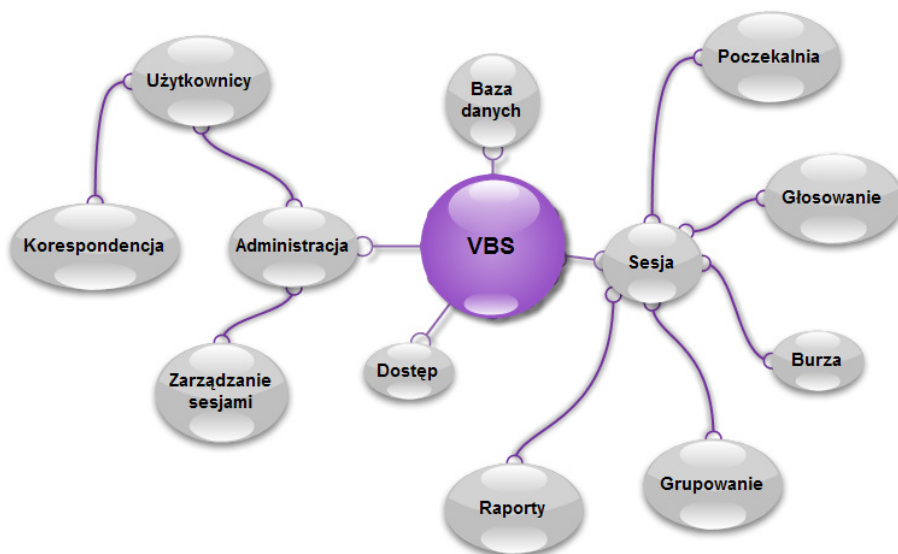 Użytkownicy
Baza
danych
Poczekalnia
Głosowanie
Korespondencja
Administracja
VBS
Sesja
Zarządzanie
sesjami
Dostęp
Burza
Raporty
Grupowanie